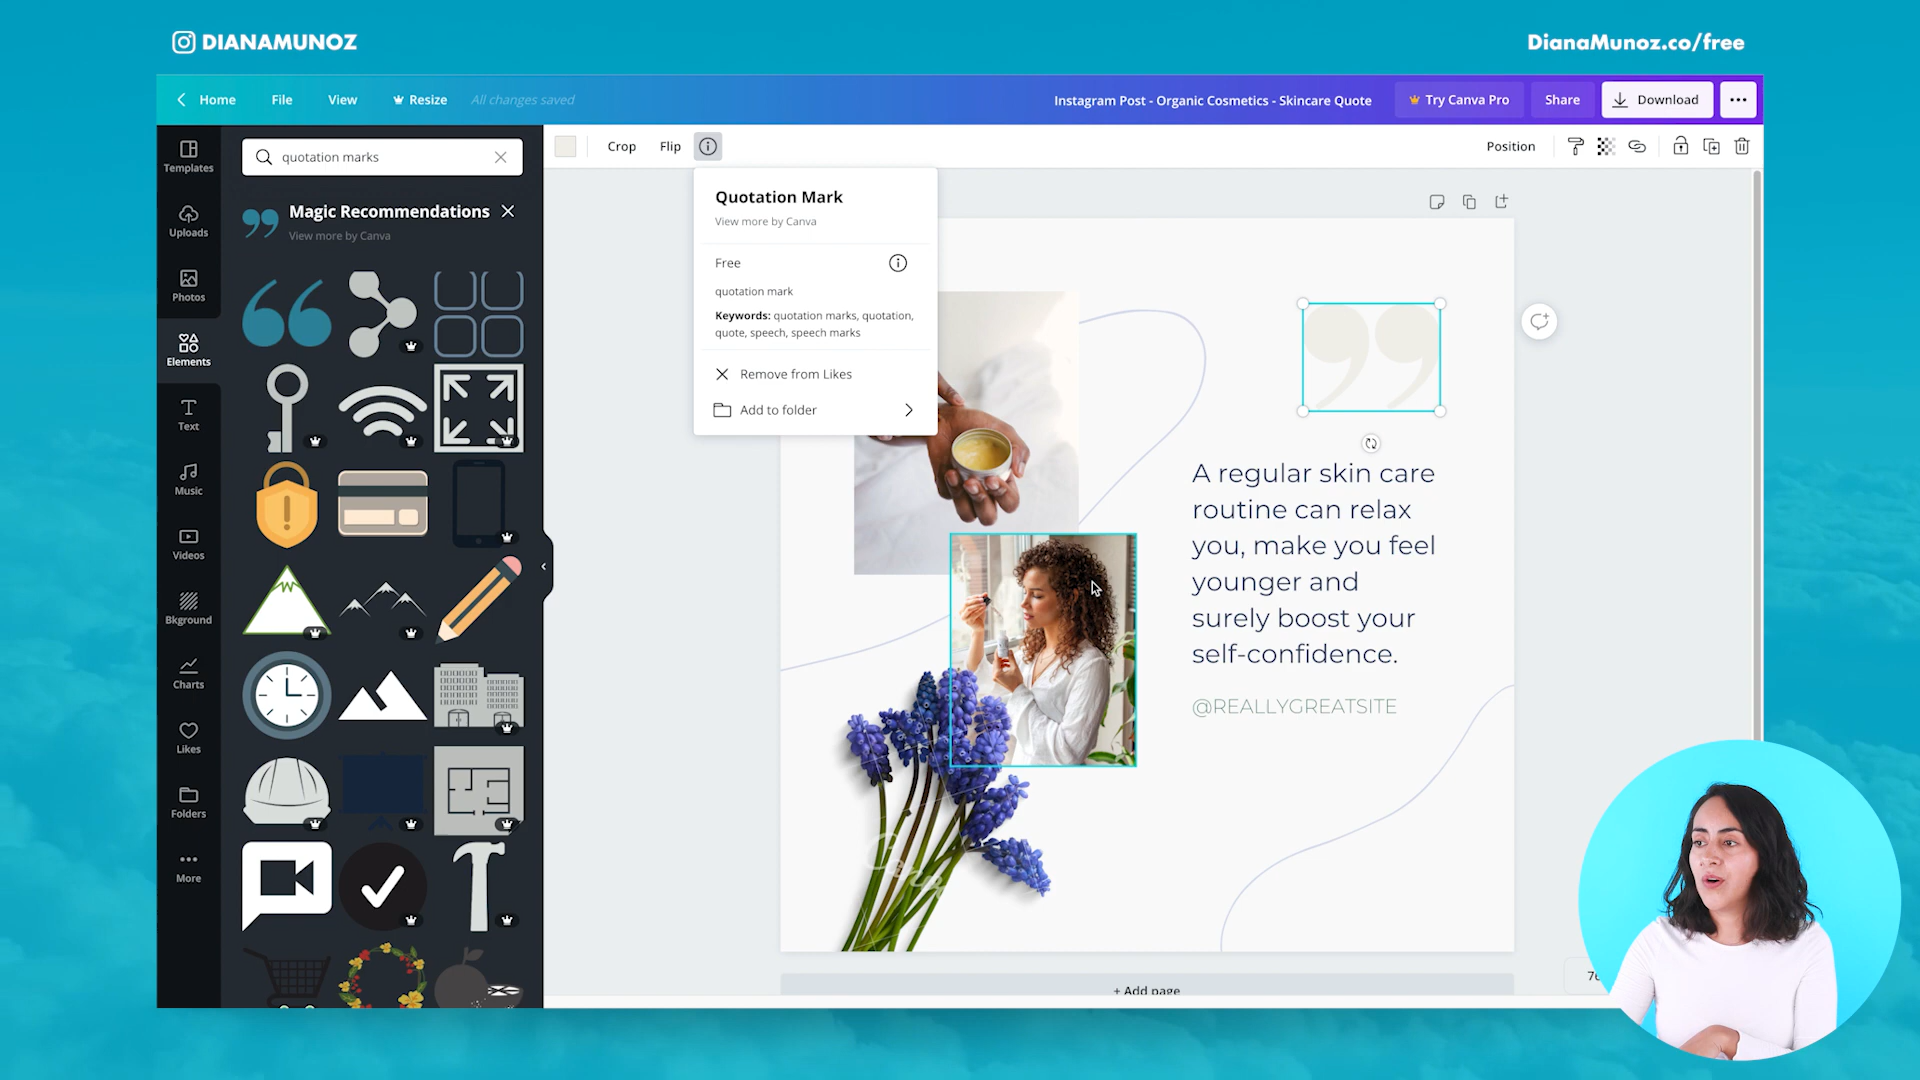 DIANAMUNOZ
DianaMunoz.co/free
Home
File
View
Resize
All changes saved
Instagram Post - Organic Cosmetics - Skincare Quote
Try Canva Pro
Share
Download
Templates
Uploads
Photos
Elements
Text
Music
Videos
Bkground
Charts
Likes
Folders
More
quotation marks
Magic Recommendations
View more by Canva
Crop
Flip
Position
Quotation Mark
View more by Canva
Free
quotation mark
Keywords: quotation marks, quotation,
quote, speech, speech marks
Remove from Likes
Add to folder
A regular skin care
routine can relax
you, make you feel
younger and
surely boost your
self-confidence.
@REALLYGREATSITE
+ Add page